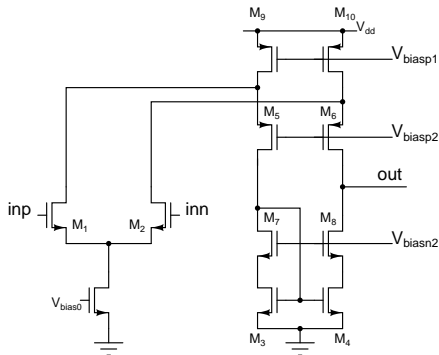 M9 M10
Vdd
Vbiasp1
M5 M6
Vbiasp2
out
inp M1 M2 inn
M7 M8
Vbiasn2
Vbias0
M3 M4